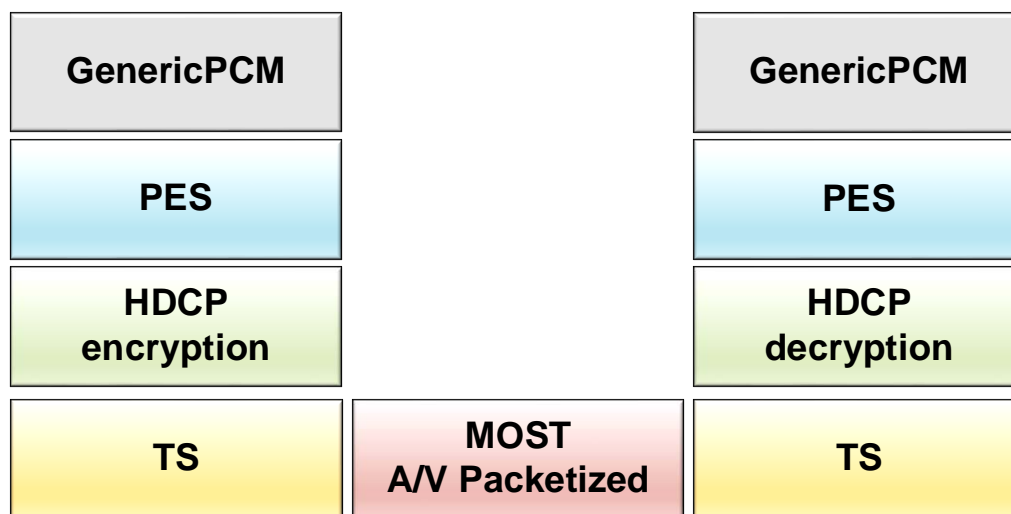 GenericPCM
GenericPCM
PES
PES
HDCP
encryption
HDCP
decryption
TS
MOST
A/V Packetized
TS